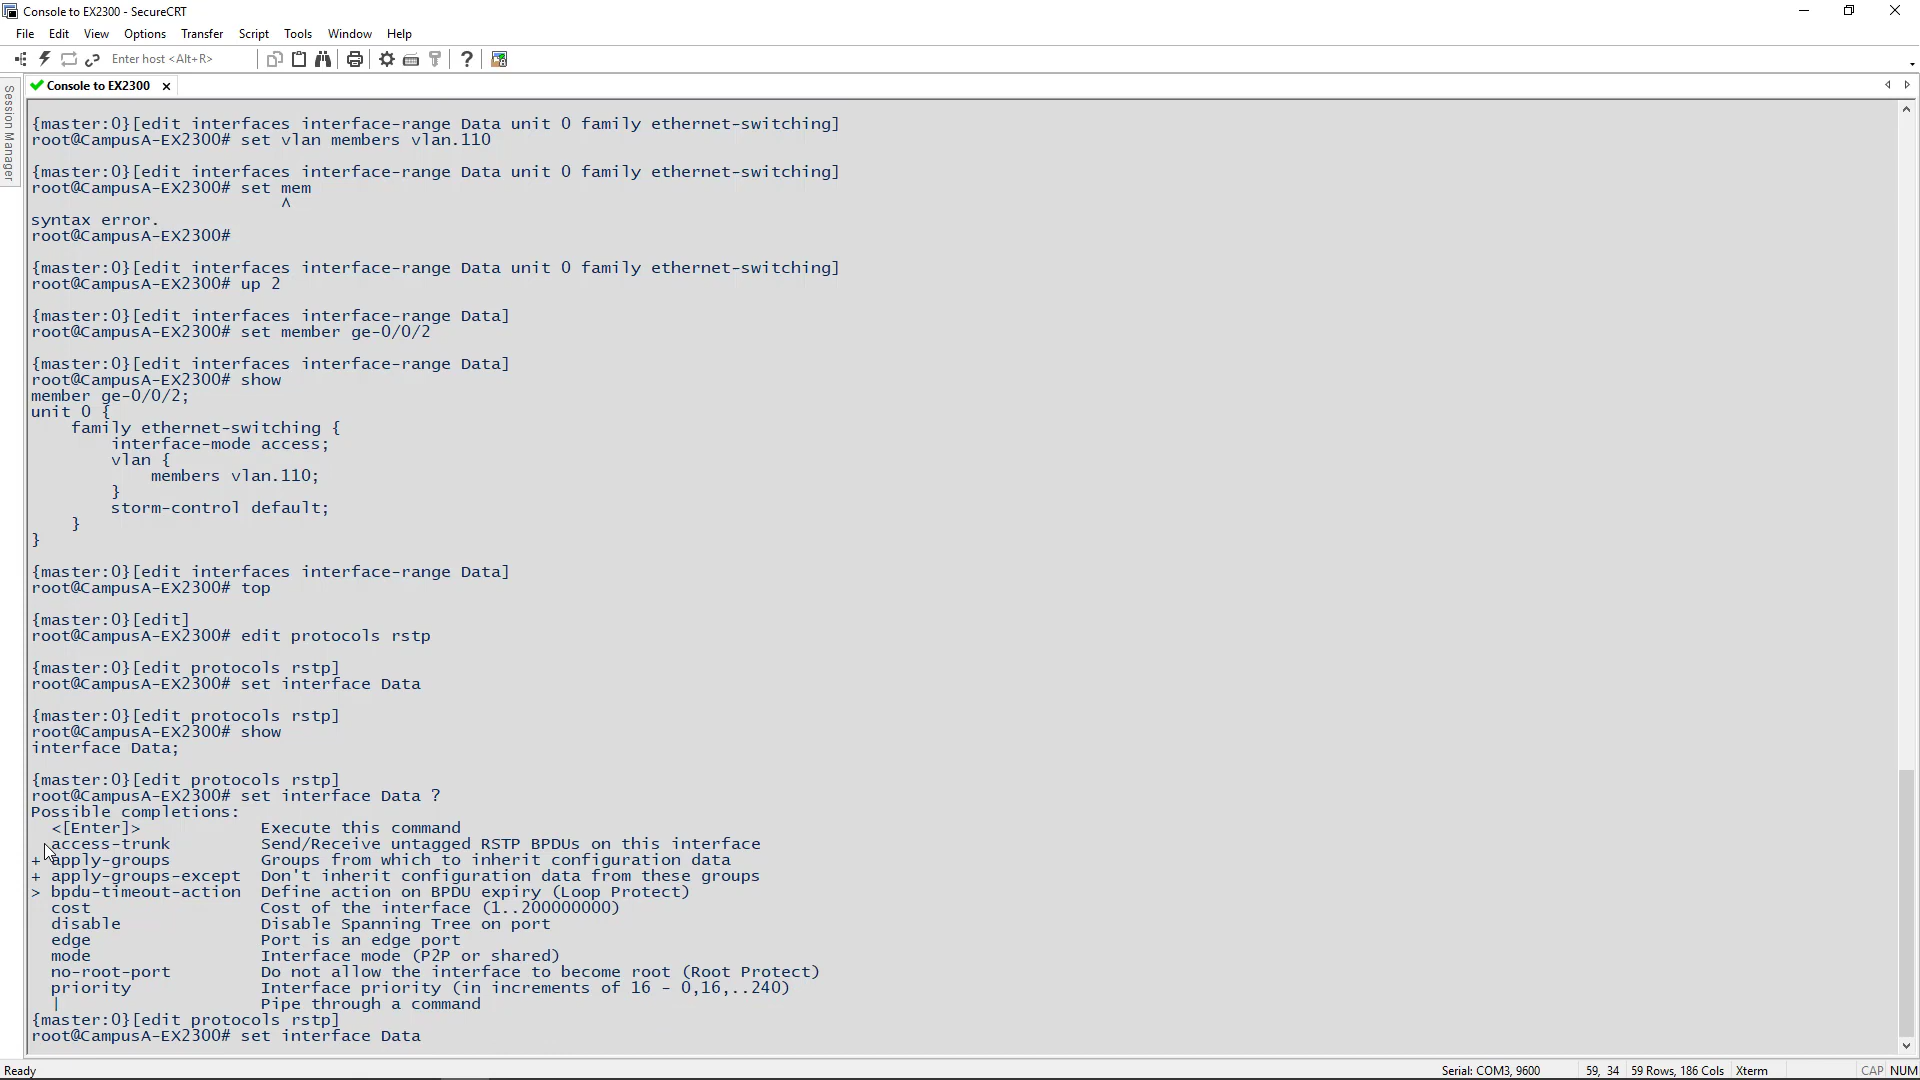 Console to EX2300 - SecureCRT
File Edit View Options Transfer Script Tools Window Help
Enter host <Alt+R>
Session Manager
Console to EX2300
{master:0}[edit interfaces interface-range Data unit 0 family ethernet-switching]
root@CampusA-EX2300# set vlan members vlan.110
{master:0}[edit interfaces interface-range Data unit 0 family ethernet-switching]
root@CampusA-EX2300# set mem
^
syntax error.
root@CampusA-EX2300#
{master:0}[edit interfaces interface-range Data unit 0 family ethernet-switching]
root@CampusA-EX2300# up 2
{master:0}[edit interfaces interface-range Data]
root@CampusA-EX2300# set member ge-0/0/2
{master:0}[edit interfaces interface-range Data]
root@CampusA-EX2300# show
member ge-0/0/2;
unit 0 {
    family ethernet-switching {
        interface-mode access;
        vlan {
            members vlan.110;
        }
        storm-control default;
    }
}
{master:0}[edit interfaces interface-range Data]
root@CampusA-EX2300# top
{master:0}[edit]
root@CampusA-EX2300# edit protocols rstp
{master:0}[edit protocols rstp]
root@CampusA-EX2300# set interface Data
{master:0}[edit protocols rstp]
root@CampusA-EX2300# show
interface Data;
{master:0}[edit protocols rstp]
root@CampusA-EX2300# set interface Data ?
Possible completions:
  <[Enter]>            Execute this command
  access-trunk         Send/Receive untagged RSTP BPDUs on this interface
+ apply-groups         Groups from which to inherit configuration data
+ apply-groups-except  Don't inherit configuration data from these groups
> bpdu-timeout-action  Define action on BPDU expiry (Loop Protect)
  cost                 Cost of the interface (1..200000000)
  disable              Disable Spanning Tree on port
  edge                 Port is an edge port
  mode                 Interface mode (P2P or shared)
  no-root-port         Do not allow the interface to become root (Root Protect)
  priority             Interface priority (in increments of 16 - 0,16,..240)
  |                    Pipe through a command
{master:0}[edit protocols rstp]
root@CampusA-EX2300# set interface Data
Ready Serial: COM3, 9600 59, 34 59 Rows, 186 Cols Xterm CAP NUM